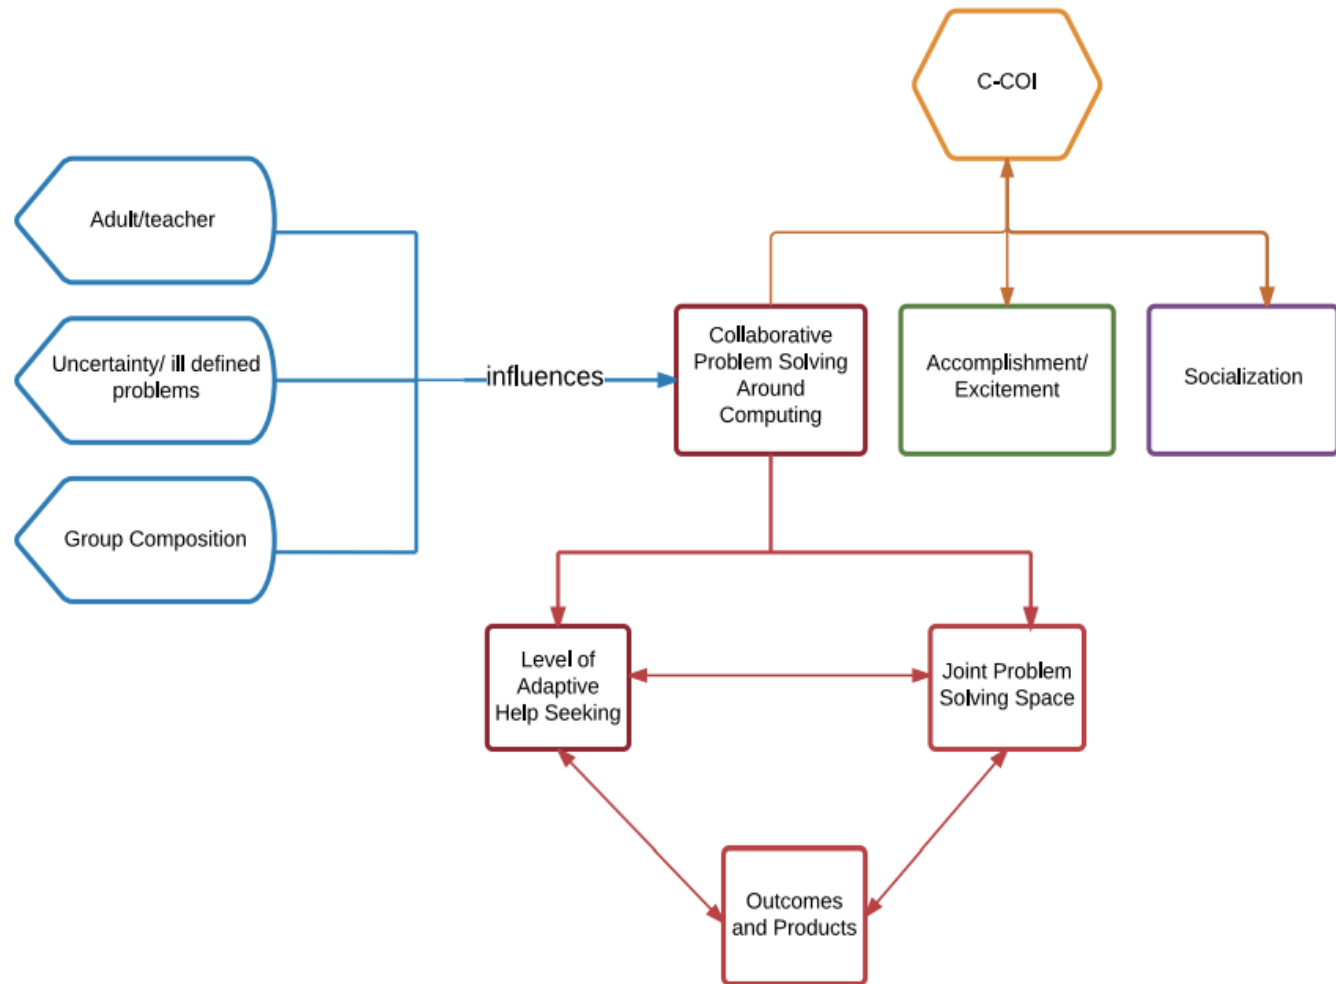 C-COI
Adult/teacher
Uncertainty/ ill defined
problems
Group Composition
influences
Collaborative
Problem Solving
Around
Computing
Accomplishment/
Excitement
Socialization
Level of
Adaptive
Help Seeking
Joint Problem
Solving Space
Outcomes
and Products